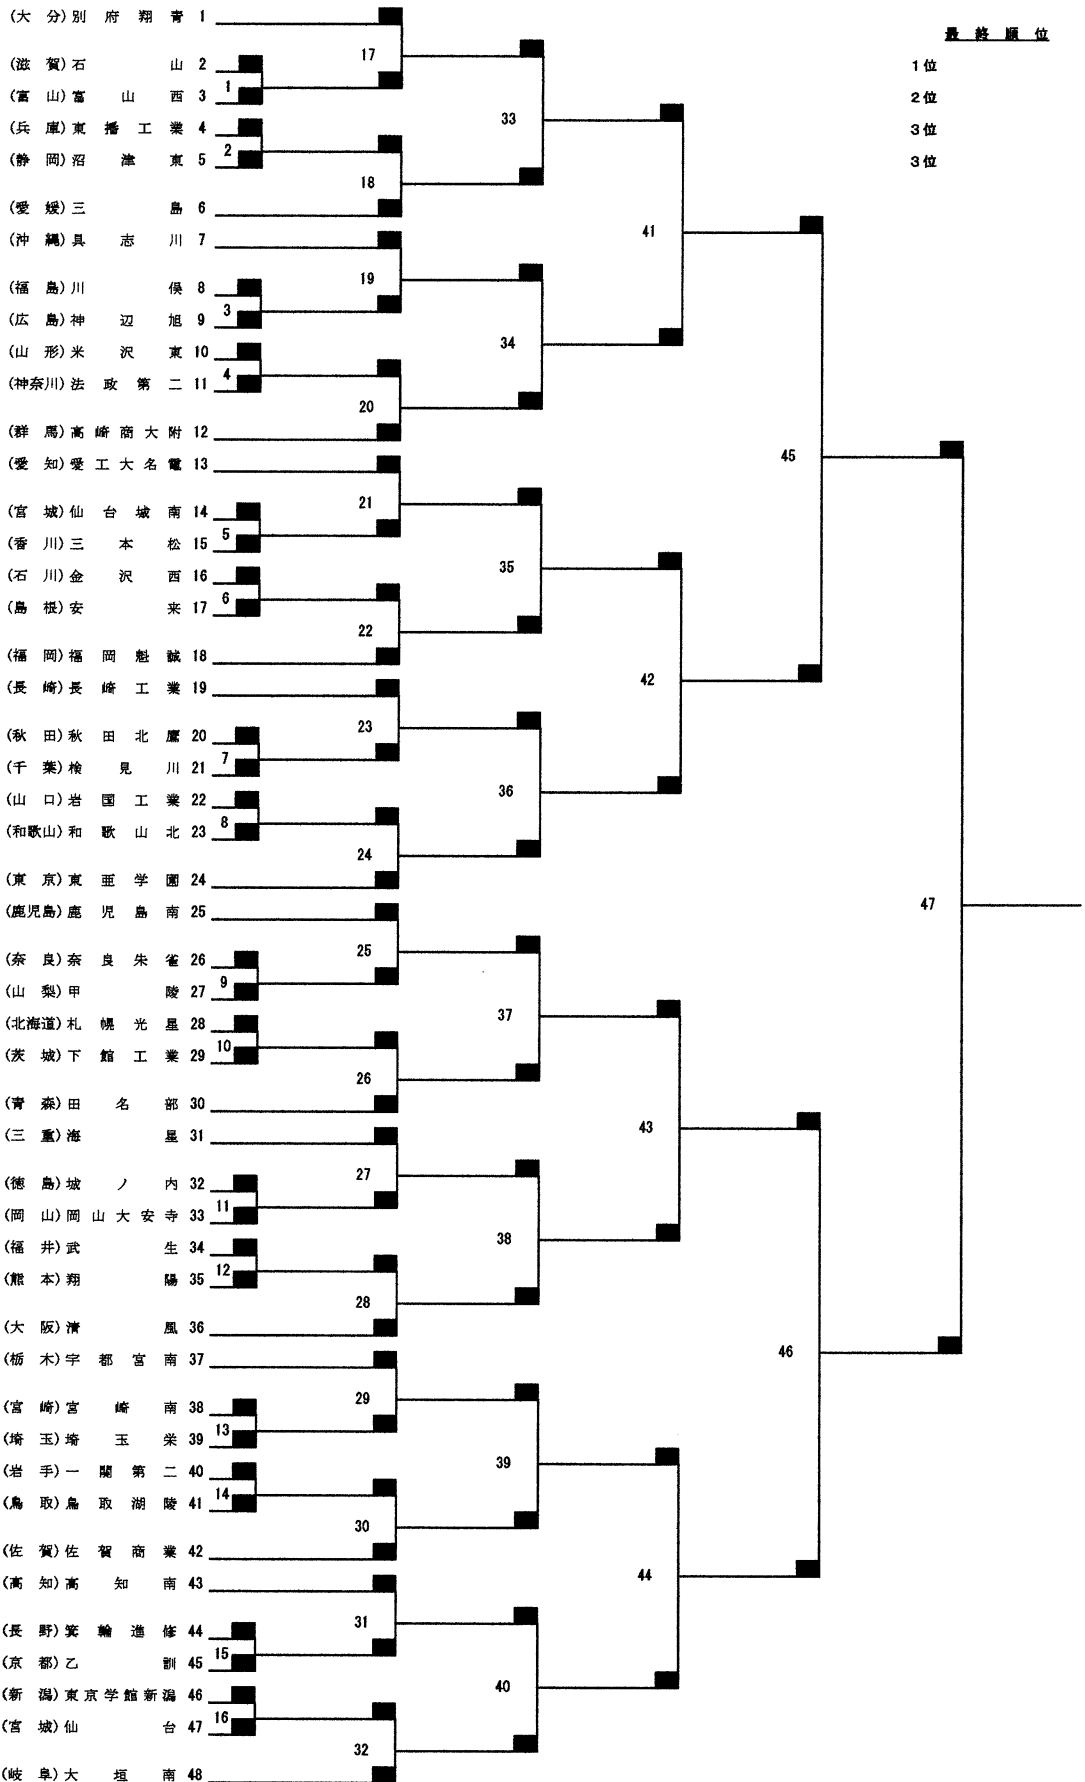 (大分)別府翔青 1
最終順位
17
(滋賀)石山 2
1位
1
(富山)富山西 3
2位
33
(兵庫)東播工業 4
3位
2
(静岡)沼津東 5
3位
18
(愛媛)三島 6
41
(沖縄)具志川 7
19
(福島)川俣 8
3
(広島)神辺旭 9
34
(山形)米沢東 10
4
(神奈川)法政第二 11
20
(群馬)高崎商大附 12
45
(愛知)愛工大名電 13
21
(宮城)仙台城南 14
5
(香川)三本松 15
35
(石川)金沢西 16
6
(島根)安来 17
22
(福岡)福岡魁誠 18
42
(長崎)長崎工業 19
23
(秋田)秋田北鷹 20
7
(千葉)検見川 21
36
(山口)岩国工業 22
8
(和歌山)和歌山北 23
24
(東京)東亜学園 24
47
(鹿児島)鹿児島南 25
25
(奈良)奈良朱雀 26
9
(山梨)甲陵 27
37
(北海道)札幌光星 28
10
(茨城)下館工業 29
26
(青森)田名部 30
43
(三重)海星 31
27
(徳島)城ノ内 32
11
(岡山)岡山大安寺 33
38
(福井)武生 34
12
(熊本)翔陽 35
28
(大阪)清風 36
46
(栃木)宇都宮南 37
29
(宮崎)宮崎南 38
13
(埼玉)埼玉栄 39
39
(岩手)一関第二 40
14
(鳥取)鳥取湖陵 41
30
(佐賀)佐賀商業 42
44
(高知)高知南 43
31
(長野)箕輪進修 44
15
(京都)乙訓 45
40
(新潟)東京学館新潟 46
16
(宮城)仙台 47
32
(岐阜)大垣南 48